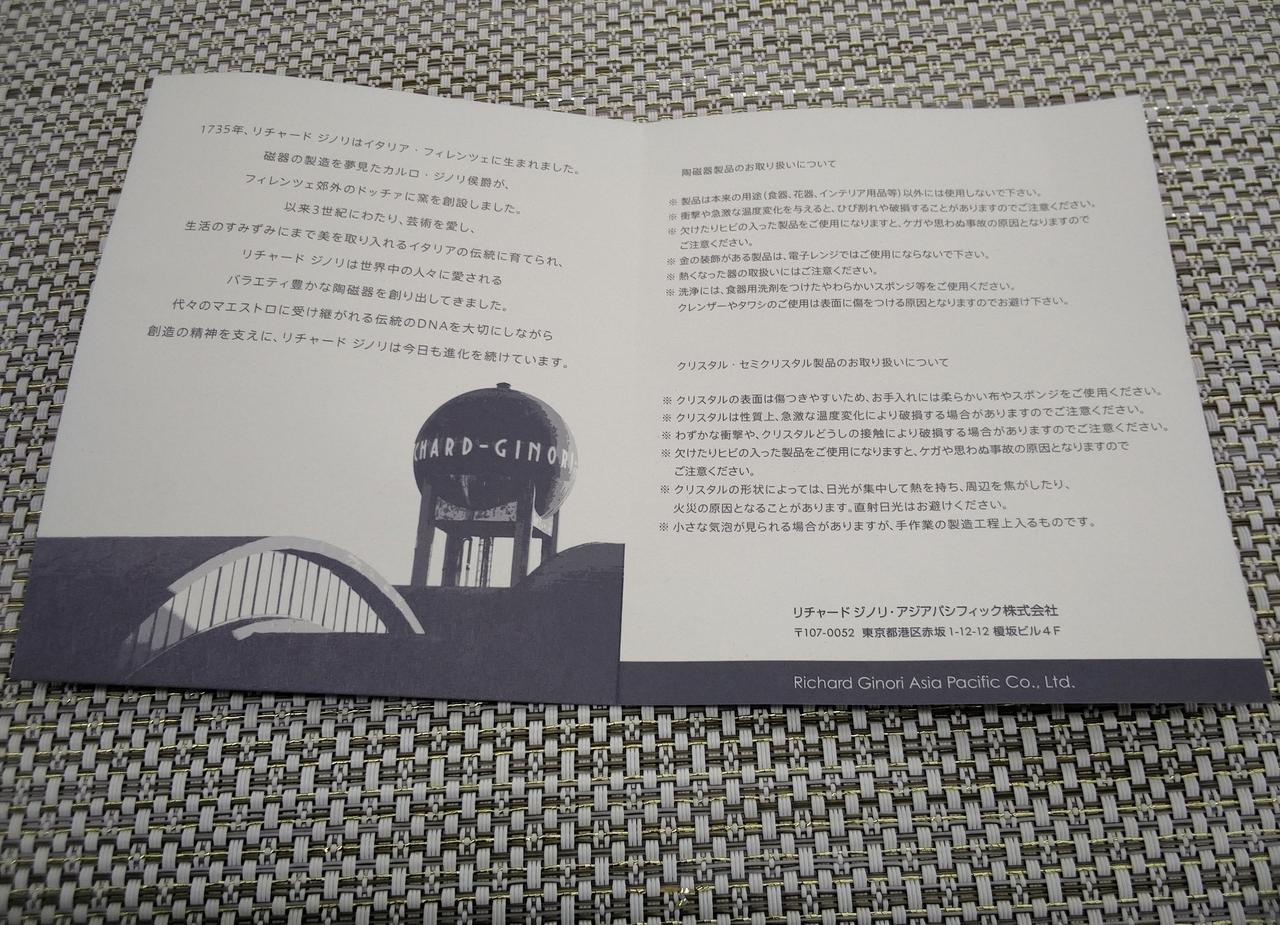 1735年、リチャード ジノリはイタリア・フィレンツェに生まれました。
磁器の製造を夢見たカルロ・ジノリ侯爵が、
フィレンツェ郊外のドッチァに窯を創設しました。
以来3世紀にわたり、芸術を愛し、
生活のすみずみにまで美を取り入れるイタリアの伝統に育てられ、
リチャード ジノリは世界中の人々に愛される
バラエティ豊かな陶磁器を創り出してきました。
代々のマエストロに受け継がれる伝統のDNAを大切にしながら
創造の精神を支えに、リチャード ジノリは今日も進化を続けています。
CHARD-GINORI
陶磁器製品のお取り扱いについて
※ 製品は本来の用途(食器、花器、インテリア用品等)以外には使用しないで下さい。
※ 衝撃や急激な温度変化を与えると、ひび割れや破損することがありますのでご注意ください。
※ 欠けたりヒビの入った製品をご使用になりますと、ケガや思わぬ事故の原因となりますので
ご注意ください。
※ 金の装飾がある製品は、電子レンジではご使用にならないで下さい。
※ 熱くなった器の取扱いにはご注意ください。
※ 洗浄には、食器用洗剤をつけたやわらかいスポンジ等をご使用ください。
クレンザーやタワシのご使用は表面に傷をつける原因となりますのでお避け下さい。
クリスタル・セミクリスタル製品のお取り扱いについて
※ クリスタルの表面は傷つきやすいため、お手入れには柔らかい布やスポンジをご使用ください。
※ クリスタルは性質上、急激な温度変化により破損する場合がありますのでご注意ください。
※ わずかな衝撃や、クリスタルどうしの接触により破損する場合がありますのでご注意ください。
※ 欠けたりヒビの入った製品をご使用になりますと、ケガや思わぬ事故の原因となりますので
ご注意ください。
※ クリスタルの形状によっては、日光が集中して熱を持ち、周辺を焦がしたり、
火災の原因となることがあります。直射日光はお避けください。
※ 小さな気泡が見られる場合がありますが、手作業の製造工程上入るものです。
リチャード ジノリ・アジアパシフィック株式会社
〒107-0052 東京都港区赤坂1-12-12 榎坂ビル4F
Richard Ginori Asia Pacific Co., Ltd.